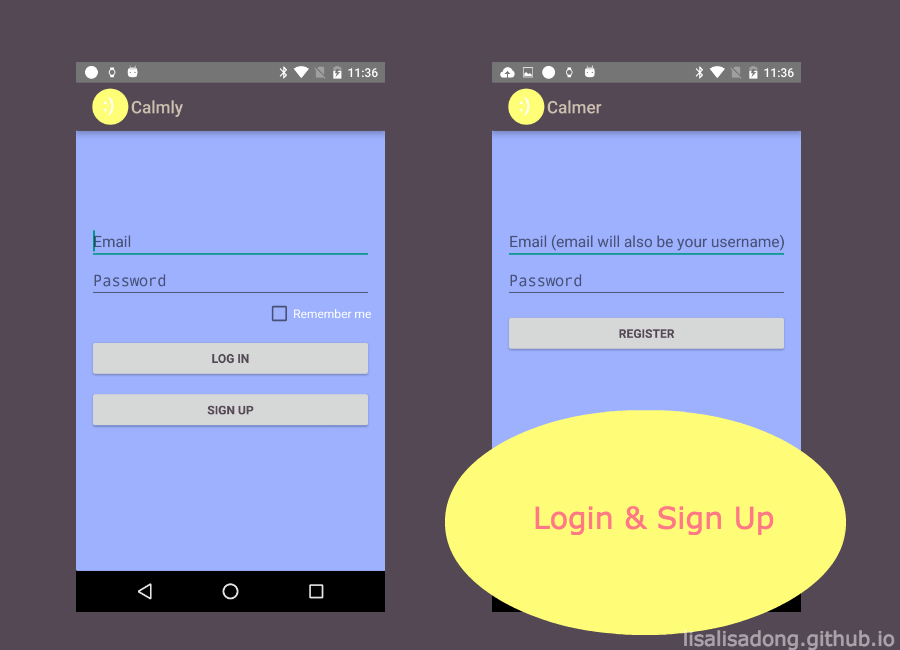 11:36
:) Calmly
Email
Password
Remember me
LOG IN
SIGN UP
11:36
:) Calmer
Email (email will also be your username)
Password
REGISTER
Login & Sign Up
lisalisadong.github.io